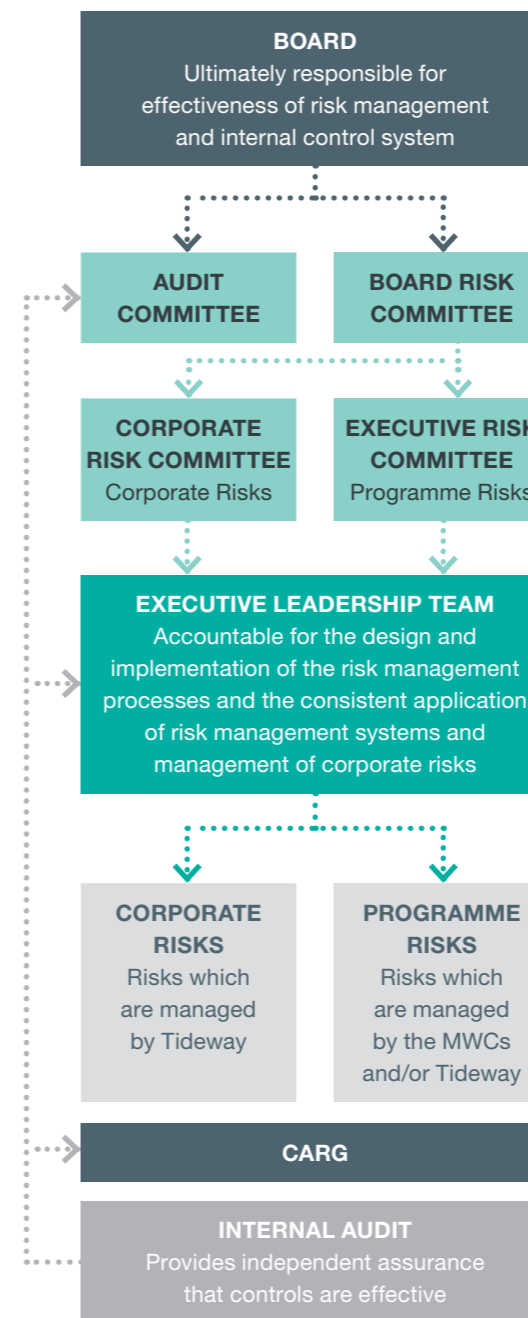 BOARD
Ultimately responsible for
effectiveness of risk management
and internal control system
AUDIT
COMMITTEE
BOARD RISK
COMMITTEE
CORPORATE
RISK COMMITTEE
Corporate Risks
EXECUTIVE RISK
COMMITTEE
Programme Risks
EXECUTIVE LEADERSHIP TEAM
Accountable for the design and
implementation of the risk management
processes and the consistent application
of risk management systems and
management of corporate risks
CORPORATE
RISKS
Risks which
are managed
by Tideway
PROGRAMME
RISKS
Risks which
are managed
by the MWCs
and/or Tideway
CARG
INTERNAL AUDIT
Provides independent assurance
that controls are effective